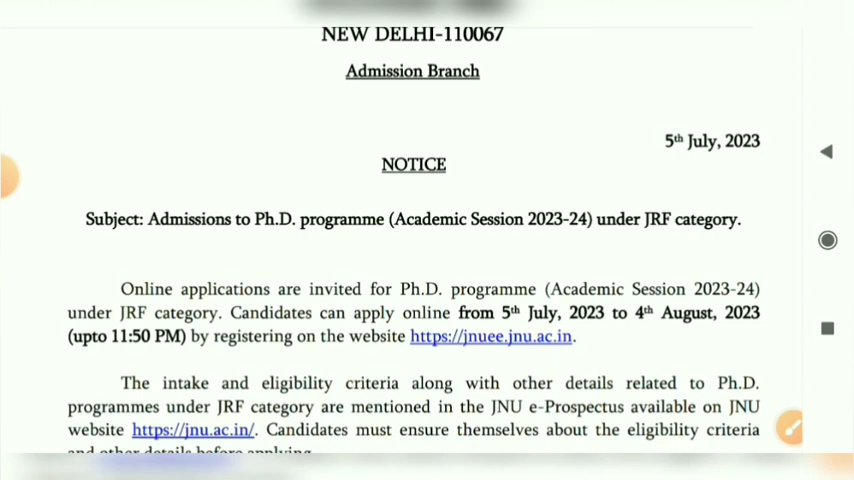 NEW DELHI-110067
Admission Branch
5th July, 2023
NOTICE
Subject: Admissions to Ph.D. programme (Academic Session 2023-24) under JRF category.
Online applications are invited for Ph.D. programme (Academic Session 2023-24)
under JRF category. Candidates can apply online from 5th July, 2023 to 4th August, 2023
(upto 11:50 PM) by registering on the website https://jnuee.jnu.ac.in.
The intake and eligibility criteria along with other details related to Ph.D.
programmes under JRF category are mentioned in the JNU e-Prospectus available on JNU
website https://jnu.ac.in/. Candidates must ensure themselves about the eligibility criteria
and other details before applying.